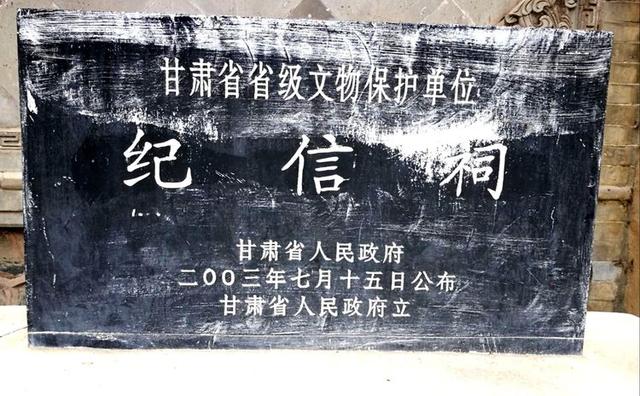 甘肃省省级文物保护单位
纪信祠
甘肃省人民政府
二〇〇三年七月十五日公布
甘肃省人民政府立